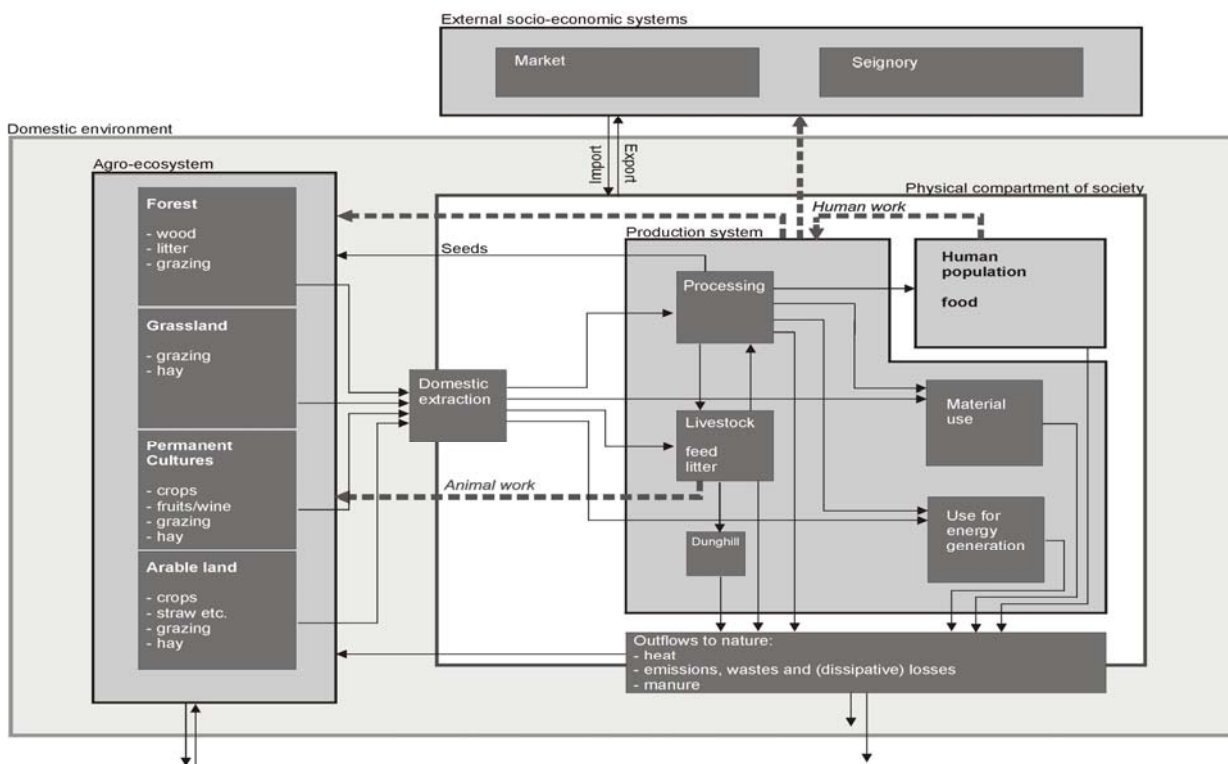 External socio-economic systems
Market
Seignory
Domestic environment
Import
Export
Agro-ecosystem
Physical compartment of society
Forest
- wood
- litter
- grazing
Human work
Production system
Seeds
Human
population
food
Processing
Grassland
- grazing
- hay
Domestic
extraction
Material
use
Livestock
feed
litter
Permanent
Cultures
- crops
- fruits/wine
- grazing
- hay
Animal work
Use for
energy
generation
Dunghill
Arable land
- crops
- straw etc.
- grazing
- hay
Outflows to nature:
- heat
- emissions, wastes and (dissipative) losses
- manure